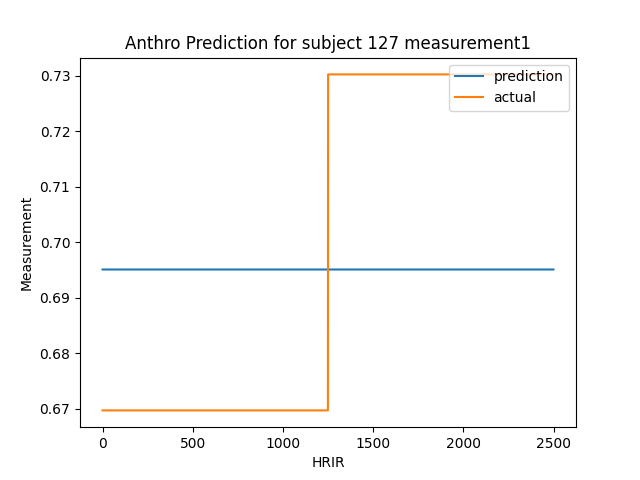 Anthro Prediction for subject 127 measurement1
prediction
actual
0.73
0.72
0.71
0.70
0.69
0.68
0.67
Measurement
0
500
1000
1500
2000
2500
HRIR